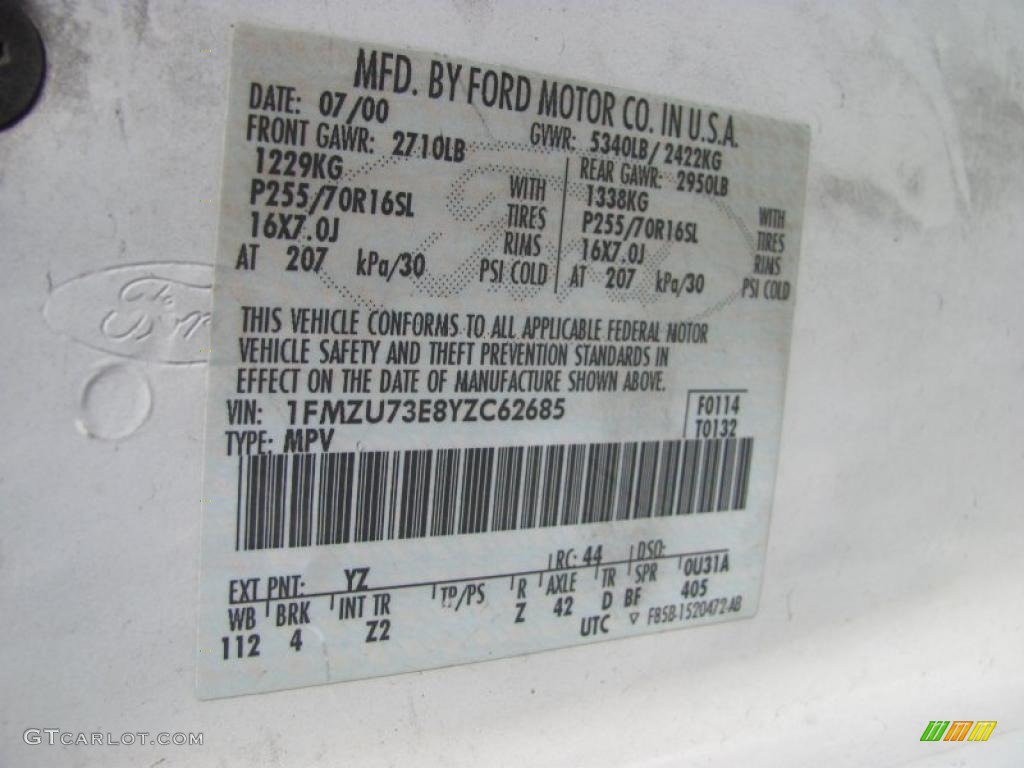 MFD. BY FORD MOTOR CO. IN U.S.A.
DATE: 07/00 GVWR: 5340LB/ 2422KG
FRONT GAWR: 2710LB REAR GAWR: 2950LB
1229KG WITH 1338KG WITH
P255/70R16SL TIRES P255/70R16SL TIRES
16X7.0J RIMS 16X7.0J RIMS
AT 207 kPa/30 PSI COLD AT 207 kPa/30 PSI COLD
THIS VEHICLE CONFORMS TO ALL APPLICABLE FEDERAL MOTOR
VEHICLE SAFETY AND THEFT PREVENTION STANDARDS IN
EFFECT ON THE DATE OF MANUFACTURE SHOWN ABOVE.
VIN: 1FMZU73E8YZC62685 F0114
TYPE: MPV T0132
EXT PNT: YZ RC: 44 DSO: 0U31A
WB BRK INT TR TP/PS R AXLE TR SPR 405
112 4 Z2 Z 42 D BF
UTC ▽ F85B-1520472-AB
Ford
GTCARLOT.COM